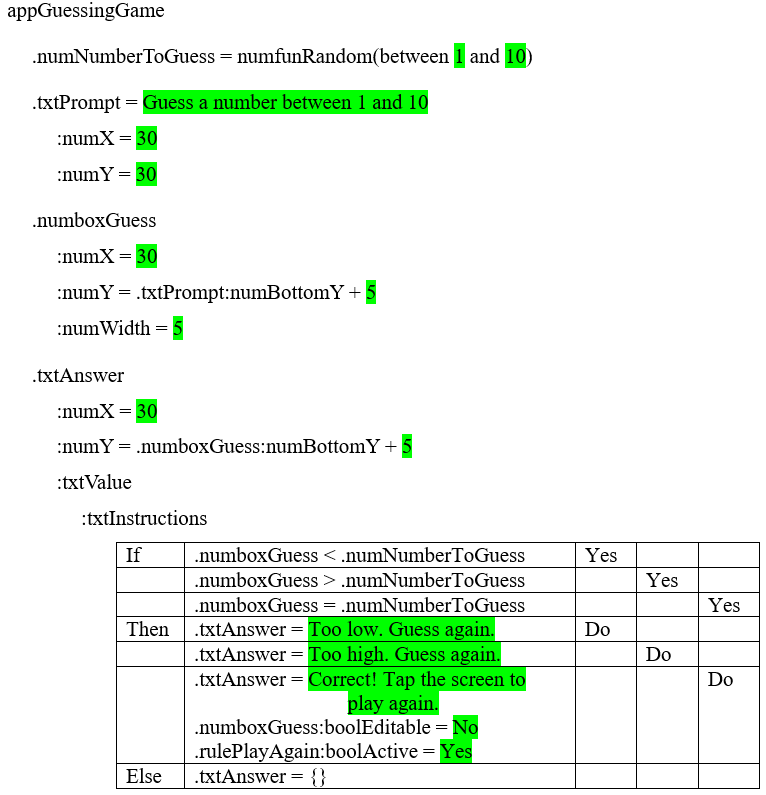 appGuessingGame
.numNumberToGuess = numfunRandom(between 1 and 10)
.txtPrompt = Guess a number between 1 and 10
:numX = 30
:numY = 30
.numboxGuess
:numX = 30
:numY = .txtPrompt:numBottomY + 5
:numWidth = 5
.txtAnswer
:numX = 30
:numY = .numboxGuess:numBottomY + 5
:txtValue
:txtInstructions
If .numboxGuess < .numNumberToGuess Yes
.numboxGuess > .numNumberToGuess Yes
.numboxGuess = .numNumberToGuess Yes
Then .txtAnswer = Too low. Guess again. Do
.txtAnswer = Too high. Guess again. Do
.txtAnswer = Correct! Tap the screen to Do
play again.
.numboxGuess:boolEditable = No
.rulePlayAgain:boolActive = Yes
Else .txtAnswer = {}